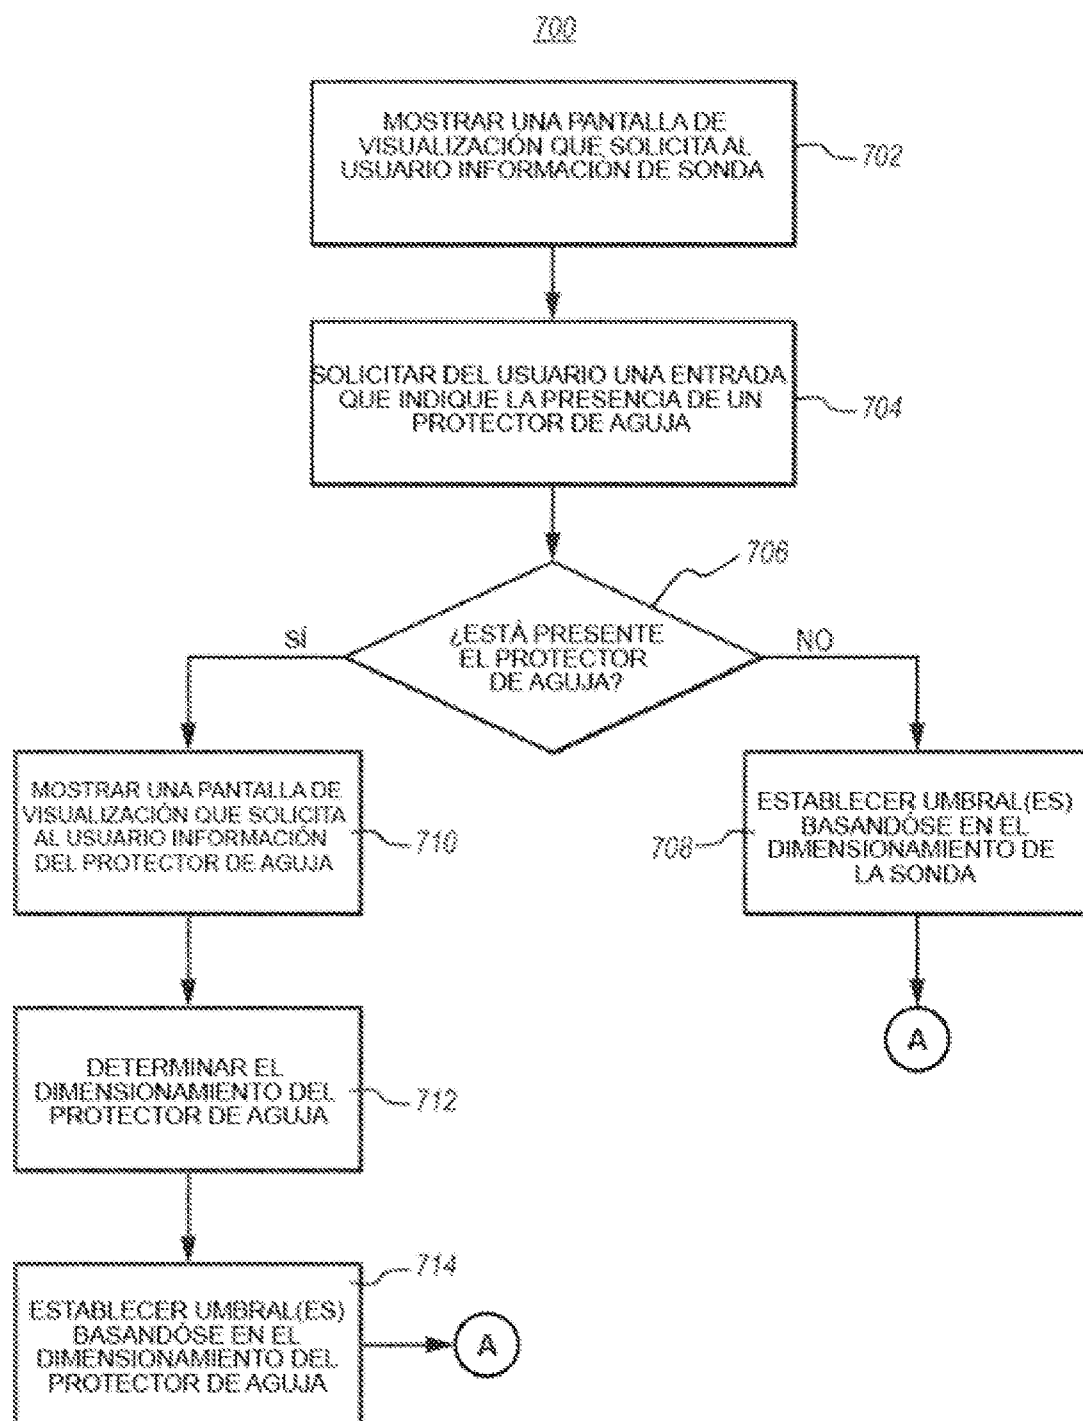 700
MOSTRAR UNA PANTALLA DE
VISUALIZACIÓN QUE SOLICITA AL
USUARIO INFORMACIÓN DE SONDA
702
SOLICITAR DEL USUARIO UNA ENTRADA
QUE INDIQUE LA PRESENCIA DE UN
PROTECTOR DE AGUJA
704
706
¿ESTÁ PRESENTE
EL PROTECTOR
DE AGUJA?
SÍ
NO
MOSTRAR UNA PANTALLA DE
VISUALIZACIÓN QUE SOLICITA
AL USUARIO INFORMACIÓN
DEL PROTECTOR DE AGUJA
710
ESTABLECER UMBRAL(ES)
BASANDÓSE EN EL
DIMENSIONAMIENTO DE
LA SONDA
708
A
DETERMINAR EL
DIMENSIONAMIENTO DEL
PROTECTOR DE AGUJA
712
714
ESTABLECER UMBRAL(ES)
BASANDÓSE EN EL
DIMENSIONAMIENTO DEL
PROTECTOR DE AGUJA
A